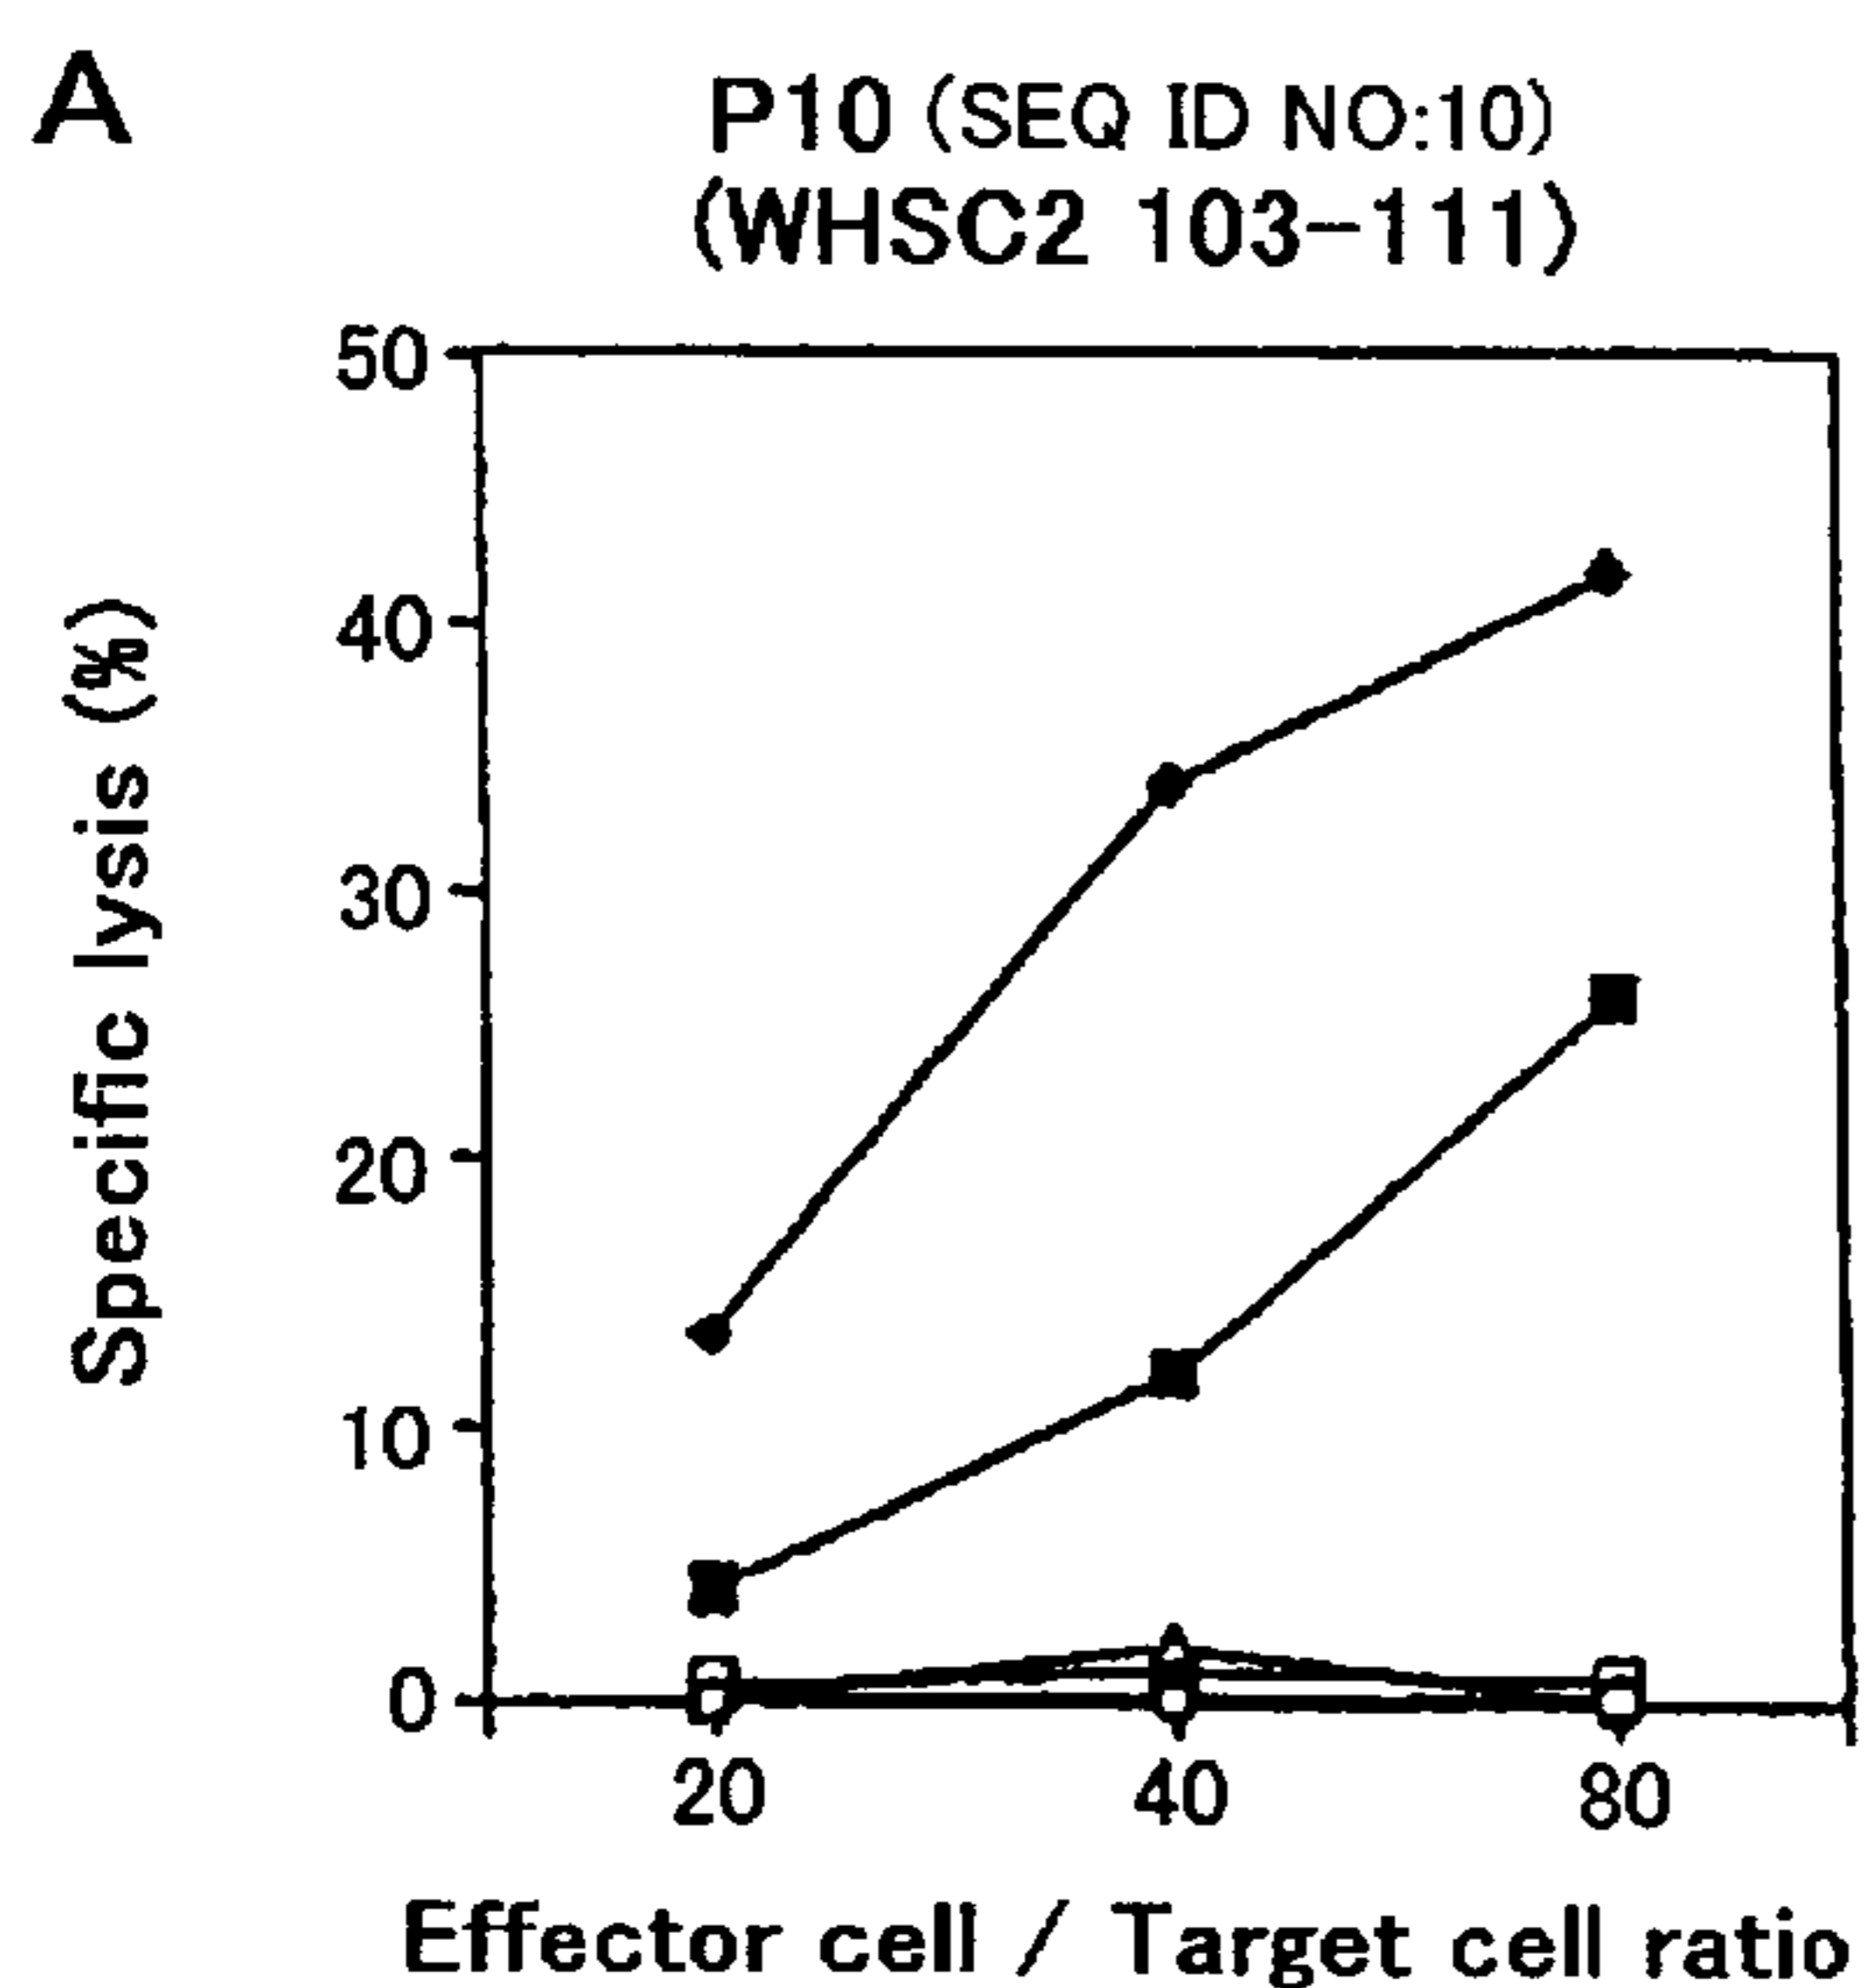 A
P10 (SEQ ID NO:10)
(WHSC2 103-111)
50
40
30
20
10
0
Specific lysis (%)
20 40 80
Effector cell / Target cell ratio